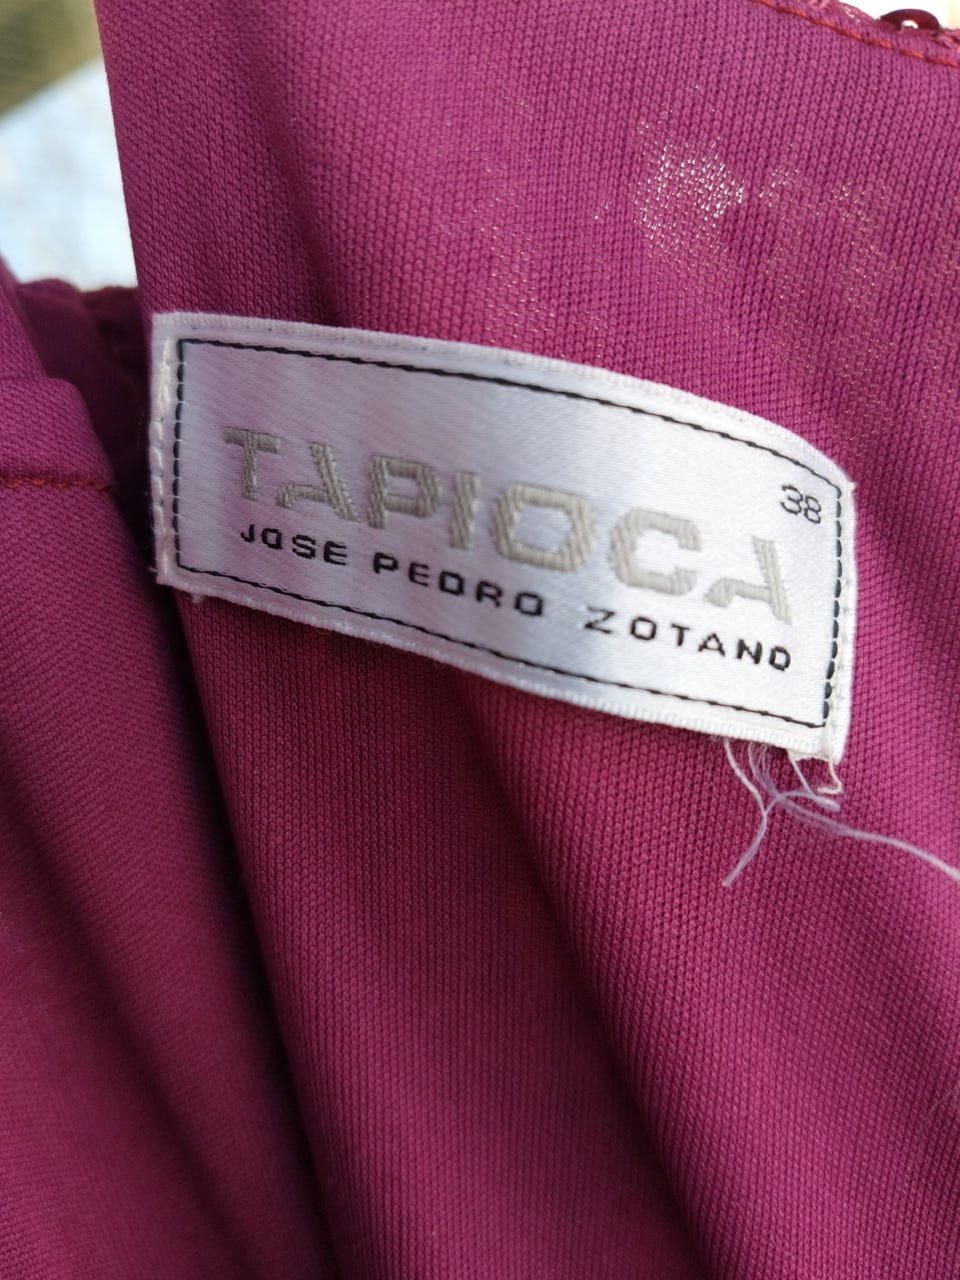 38
TAPIOCA
JOSE PEDRO ZOTANO